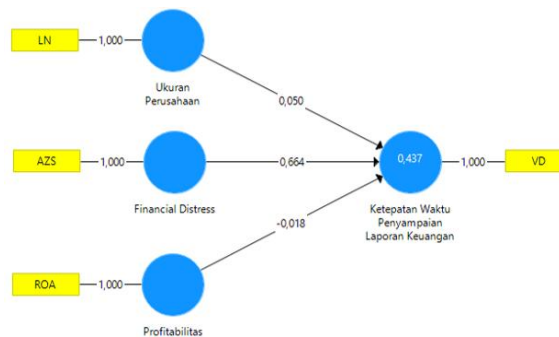 LN
1,000
Ukuran
Perusahaan
0,050
AZS
1,000
Financial Distress
0,664
0,437
1,000
VD
Ketepatan Waktu
Penyampaian
Laporan Keuangan
-0,018
ROA
1,000
Profitabilitas